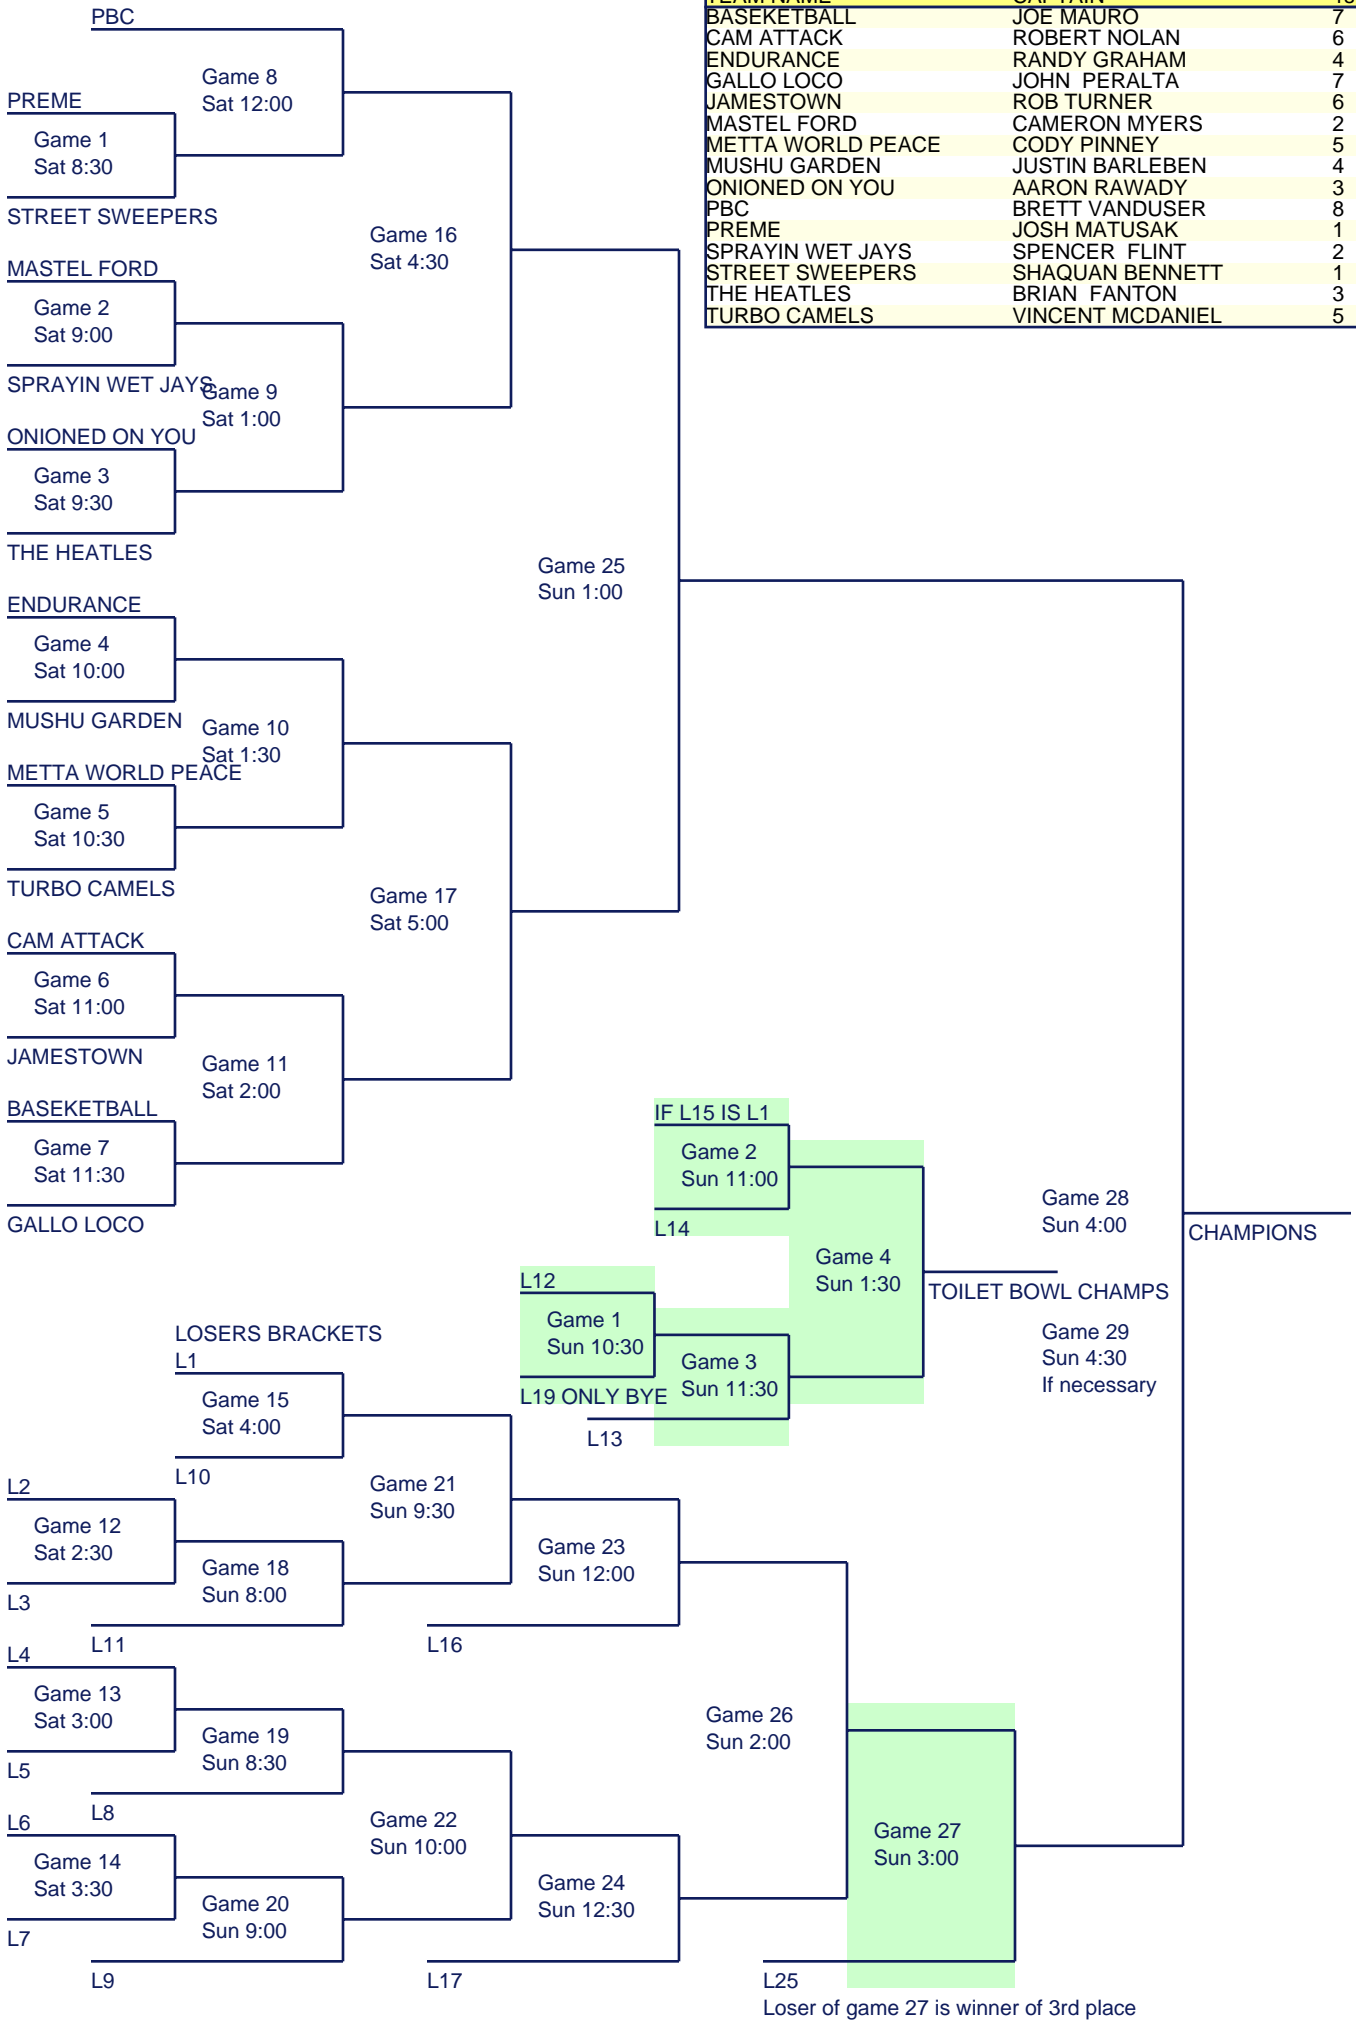 PBC
Game 8
Sat 12:00
PREME
Game 1
Sat 8:30
STREET SWEEPERS
Game 16
Sat 4:30
MASTEL FORD
Game 2
Sat 9:00
SPRAYIN WET JAYS
Game 9
Sat 1:00
ONIONED ON YOU
Game 3
Sat 9:30
THE HEATLES
Game 25
Sun 1:00
ENDURANCE
Game 4
Sat 10:00
MUSHU GARDEN
Game 10
Sat 1:30
METTA WORLD PEACE
Game 5
Sat 10:30
TURBO CAMELS
Game 17
Sat 5:00
CAM ATTACK
Game 6
Sat 11:00
JAMESTOWN
Game 11
Sat 2:00
BASEKETBALL
Game 7
Sat 11:30
GALLO LOCO
TEAM NAME CAPTAIN
BASEKETBALL JOE MAURO 7
CAM ATTACK ROBERT NOLAN 6
ENDURANCE RANDY GRAHAM 4
GALLO LOCO JOHN PERALTA 7
JAMESTOWN ROB TURNER 6
MASTEL FORD CAMERON MYERS 2
METTA WORLD PEACE CODY PINNEY 5
MUSHU GARDEN JUSTIN BARLEBEN 4
ONIONED ON YOU AARON RAWADY 3
PBC BRETT VANDUSER 8
PREME JOSH MATUSAK 1
SPRAYIN WET JAYS SPENCER FLINT 2
STREET SWEEPERS SHAQUAN BENNETT 1
THE HEATLES BRIAN FANTON 3
TURBO CAMELS VINCENT MCDANIEL 5
IF L15 IS L1
Game 2
Sun 11:00
L14
Game 4
Sun 1:30
L12
Game 1
Sun 10:30
L19 ONLY BYE
Game 3
Sun 11:30
L13
TOILET BOWL CHAMPS
Game 28
Sun 4:00
CHAMPIONS
Game 29
Sun 4:30
If necessary
LOSERS BRACKETS
L1
Game 15
Sat 4:00
L10
Game 21
Sun 9:30
L2
Game 12
Sat 2:30
L3
Game 18
Sun 8:00
L11
Game 23
Sun 12:00
L16
L4
Game 13
Sat 3:00
L5
Game 19
Sun 8:30
L8
Game 26
Sun 2:00
L6
Game 14
Sat 3:30
L7
Game 22
Sun 10:00
Game 20
Sun 9:00
L9
Game 24
Sun 12:30
L17
Game 27
Sun 3:00
L25
Loser of game 27 is winner of 3rd place